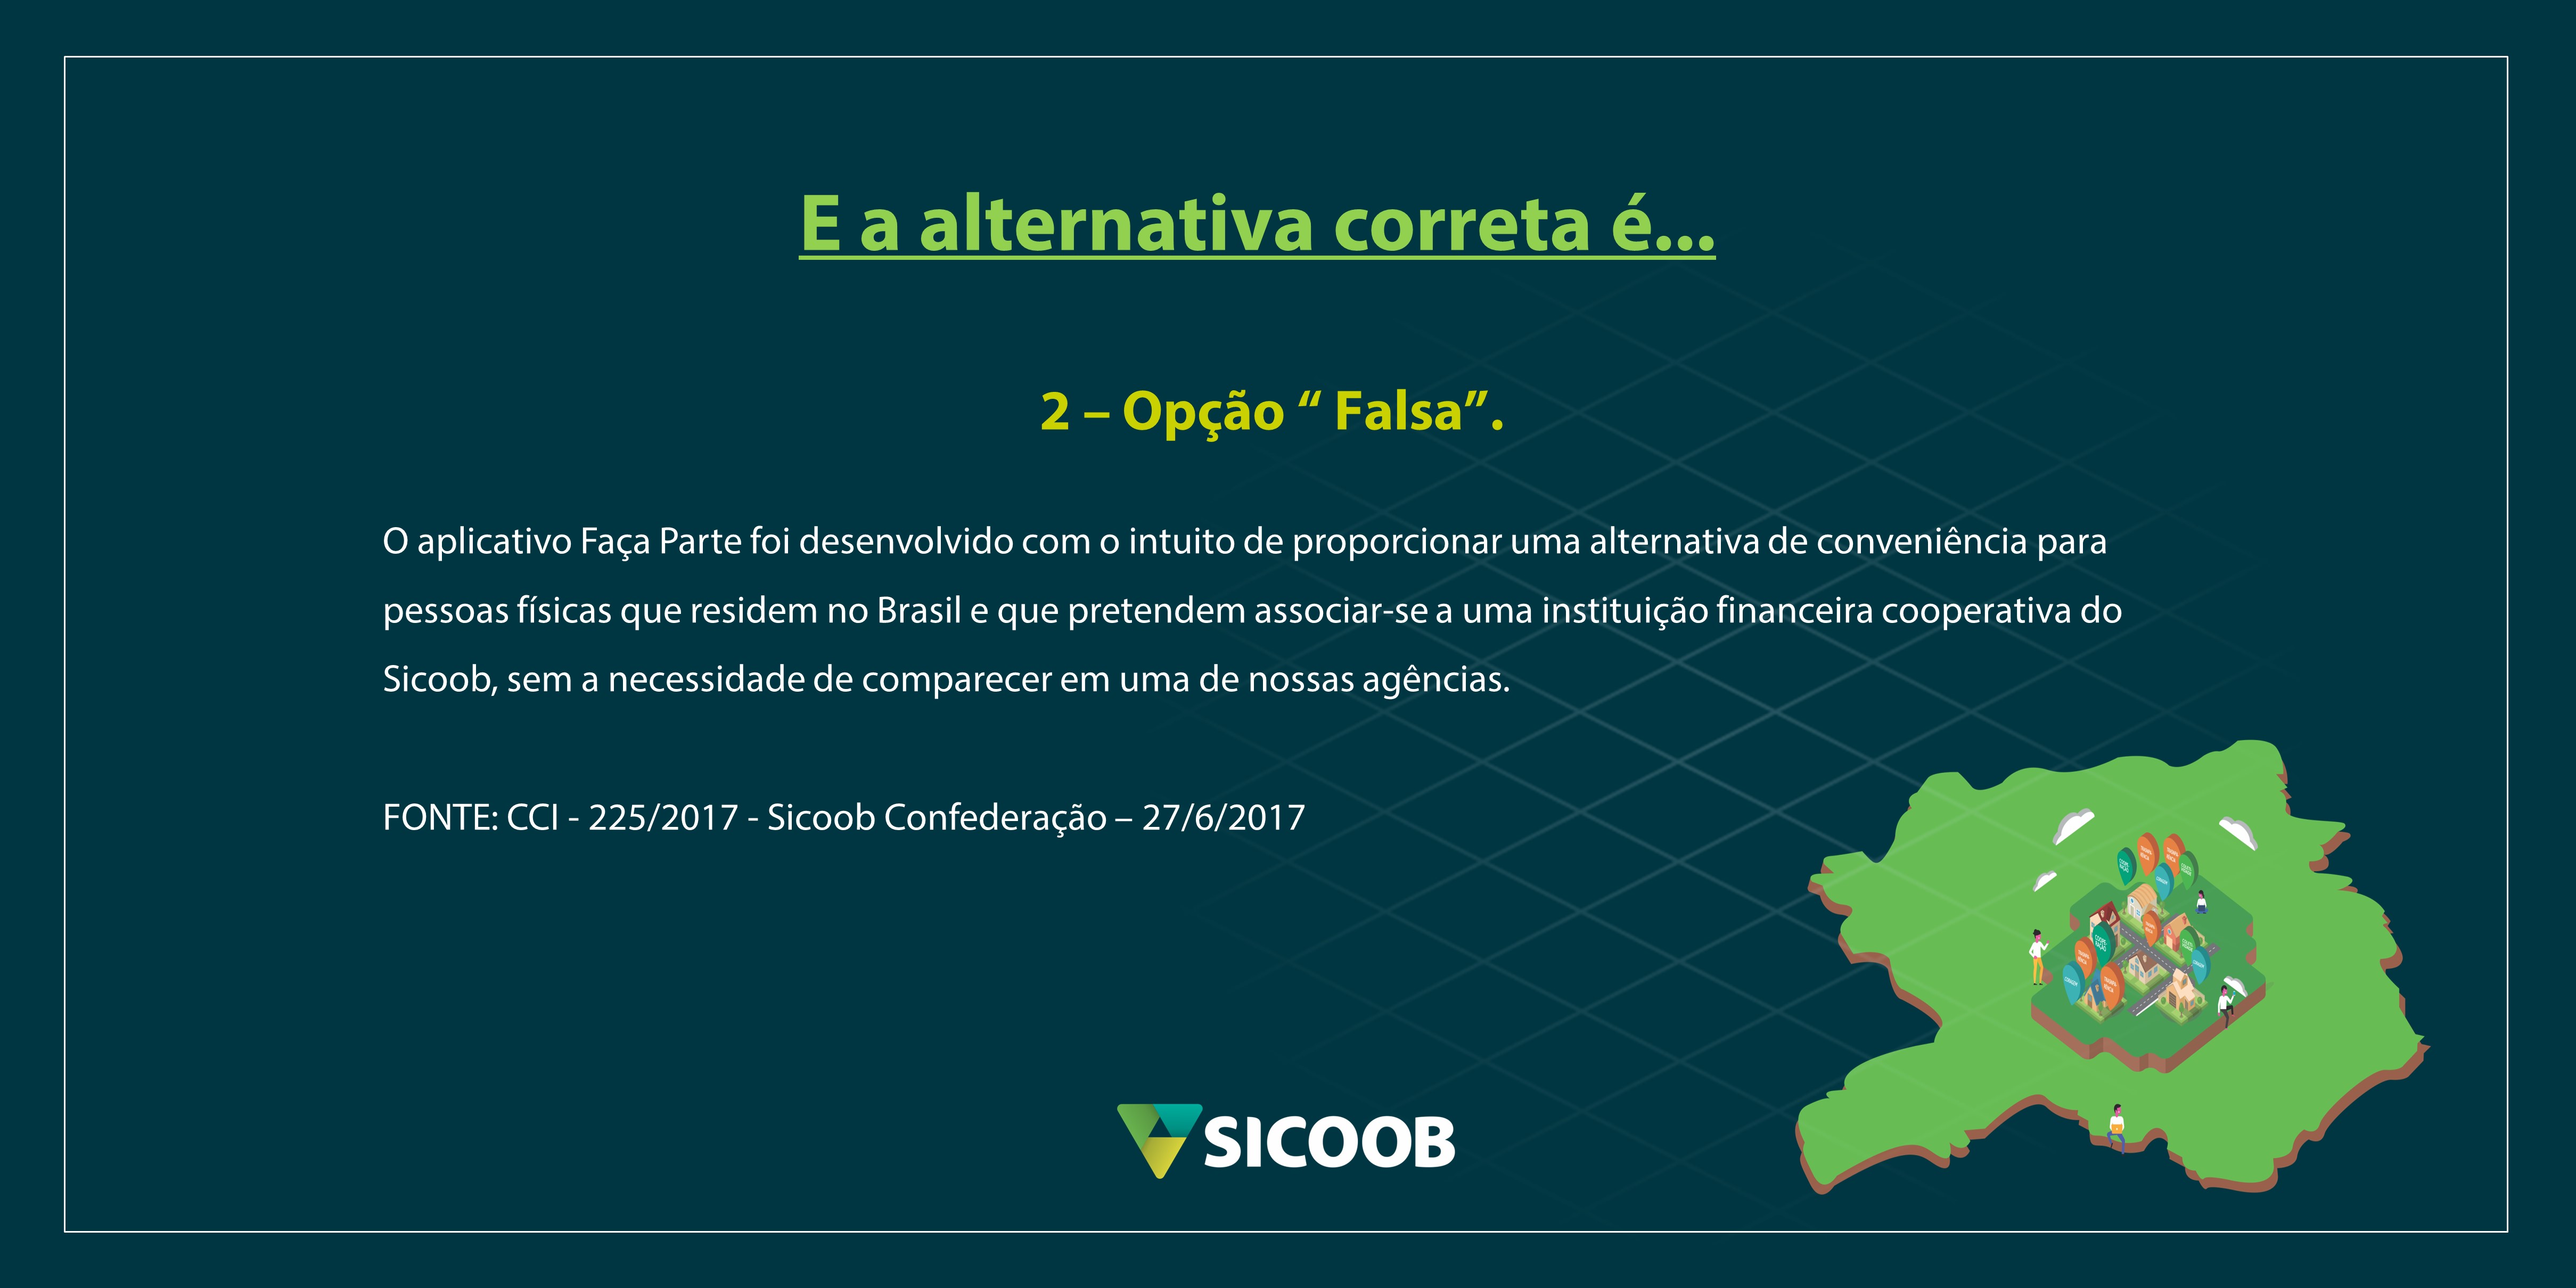 E a alternativa correta é...
2 – Opção “ Falsa”.
O aplicativo Faça Parte foi desenvolvido com o intuito de proporcionar uma alternativa de conveniência para
pessoas físicas que residem no Brasil e que pretendem associar-se a uma instituição financeira cooperativa do
Sicoob, sem a necessidade de comparecer em uma de nossas agências.
FONTE: CCI - 225/2017 - Sicoob Confederação – 27/6/2017
SICOOB